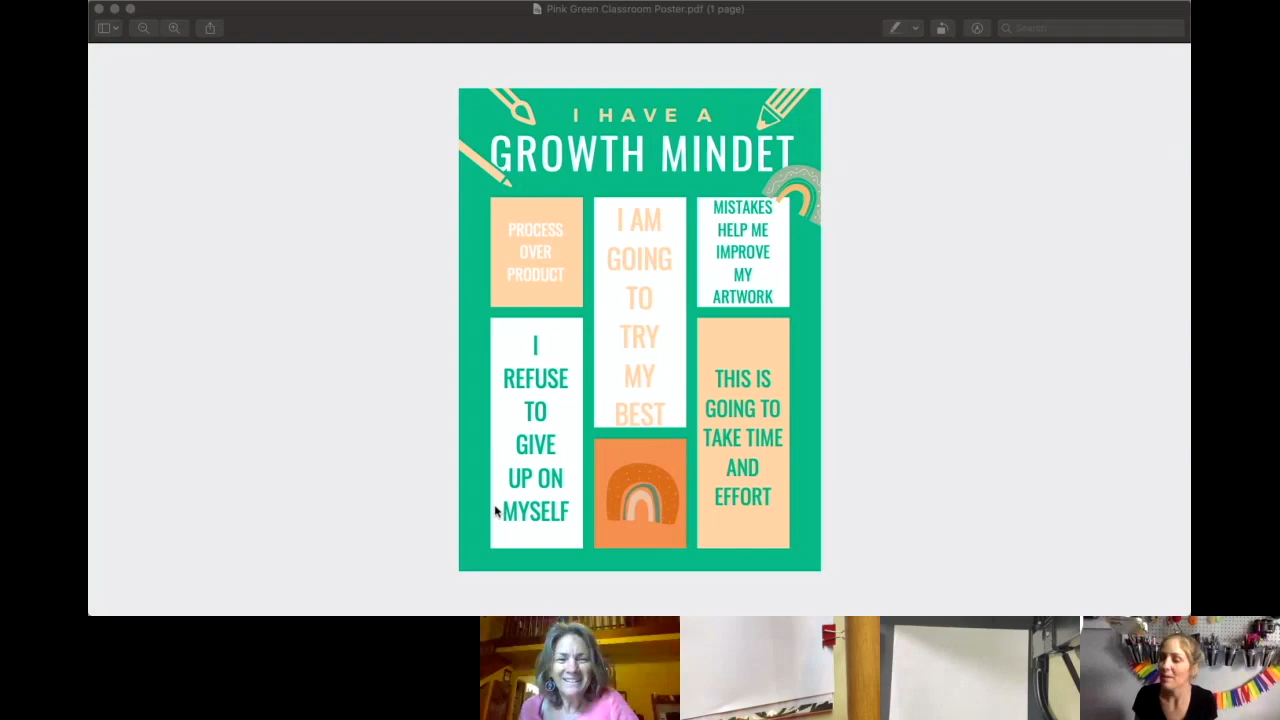 Pink Green Classroom Poster.pdf (1 page)
Search
I HAVE A
GROWTH MINDET
PROCESS
OVER
PRODUCT
I AM
GOING
TO
TRY
MY
BEST
MISTAKES
HELP ME
IMPROVE
MY
ARTWORK
I
REFUSE
TO
GIVE
UP ON
MYSELF
THIS IS
GOING TO
TAKE TIME
AND
EFFORT